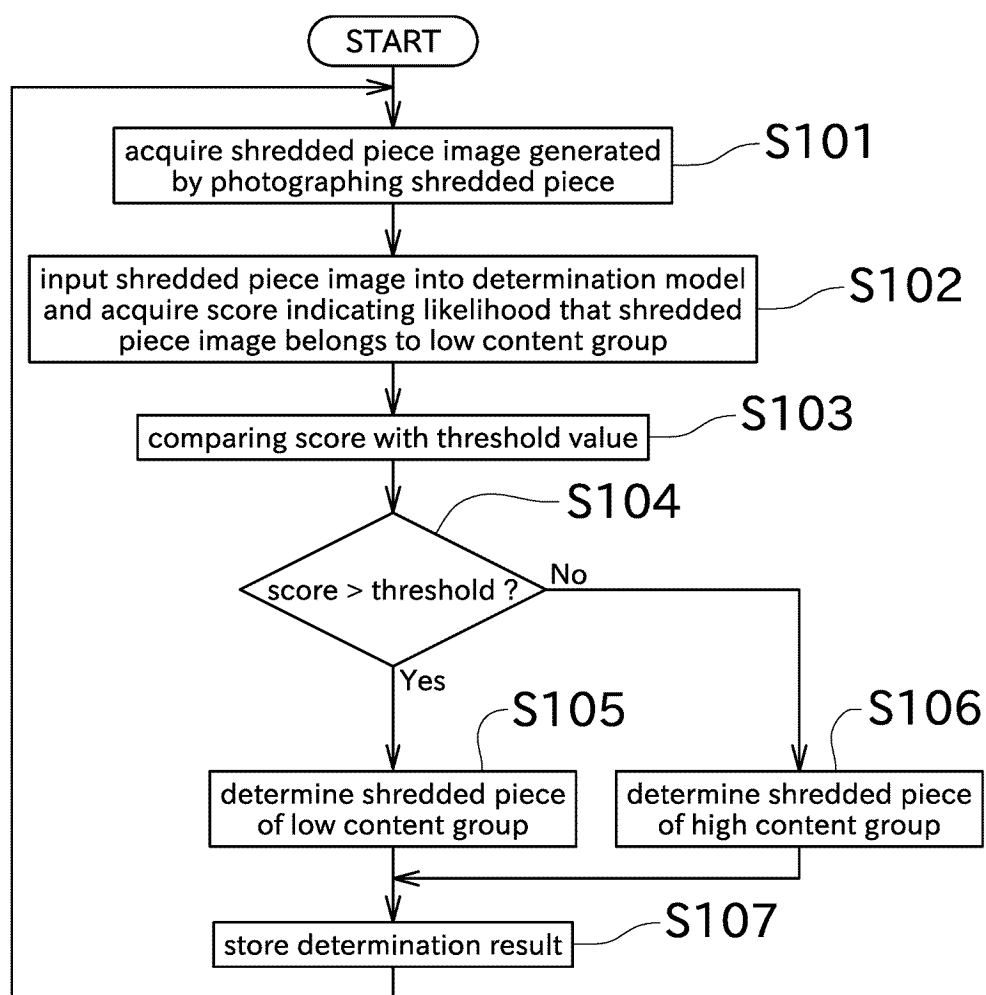 START
acquire shredded piece image generated
by photographing shredded piece
S101
input shredded piece image into determination model
and acquire score indicating likelihood that shredded
piece image belongs to low content group
S102
comparing score with threshold value
S103
S104
score > threshold ?
No
Yes
S105
S106
determine shredded piece
of low content group
determine shredded piece
of high content group
S107
store determination result